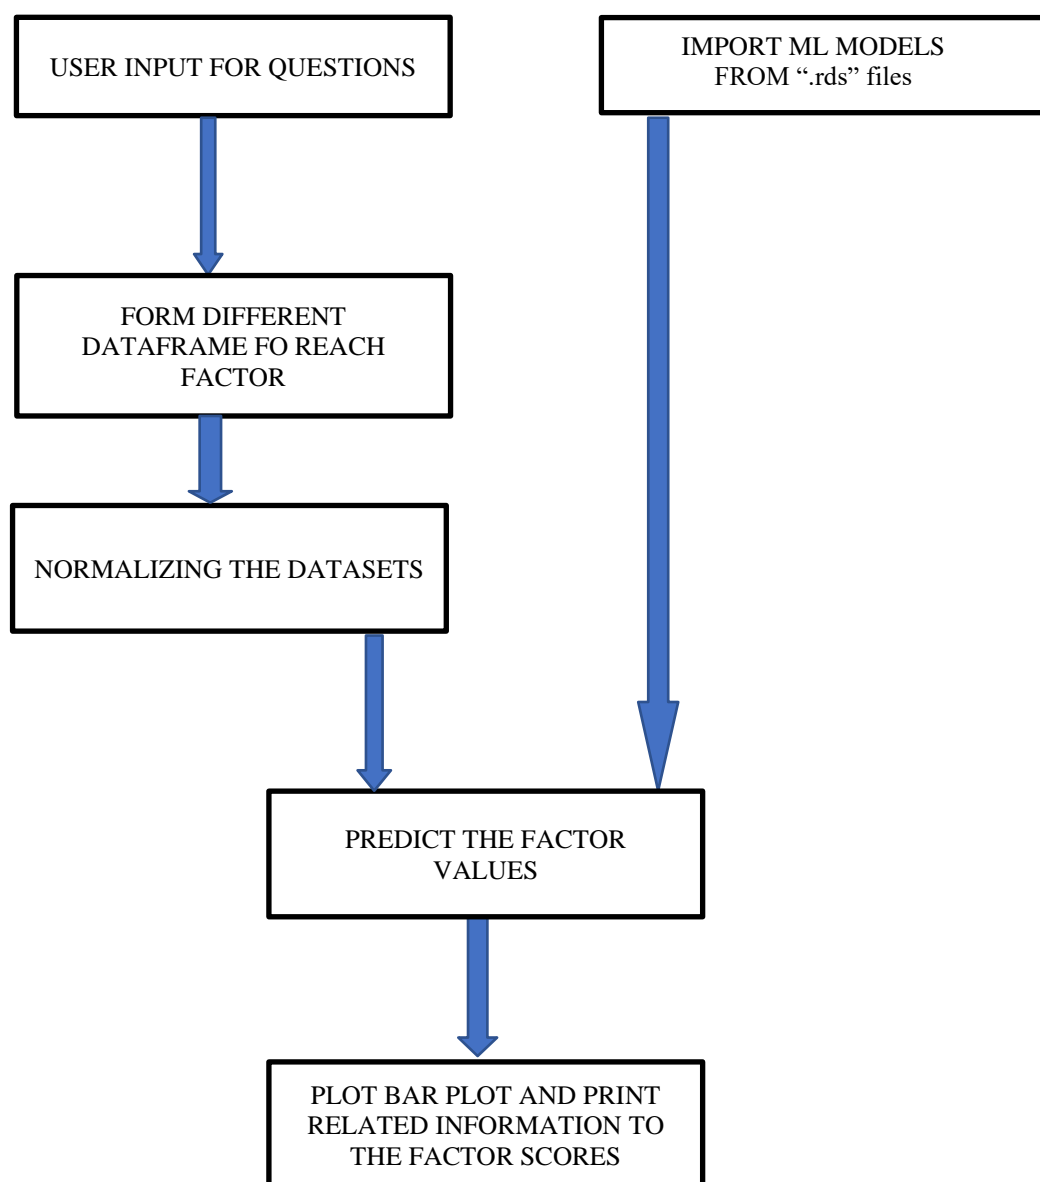 USER INPUT FOR QUESTIONS
IMPORT ML MODELS
FROM “.rds” files
FORM DIFFERENT
DATAFRAME FO REACH
FACTOR
NORMALIZING THE DATASETS
PREDICT THE FACTOR
VALUES
PLOT BAR PLOT AND PRINT
RELATED INFORMATION TO
THE FACTOR SCORES